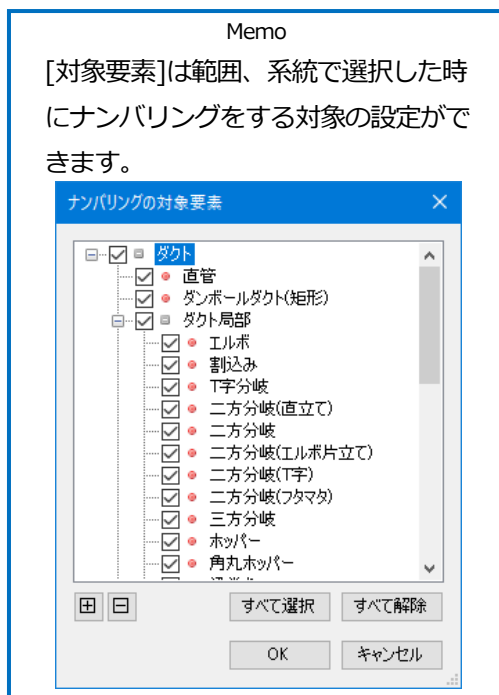 Memo
[対象要素]は範囲、系統で選択した時
にナンバリングをする対象の設定がで
きます。
ナンバリングの対象要素
ダクト
直管
ダンボールダクト(矩形)
ダクト局部
エルボ
割込み
T字分岐
二方分岐(直立て)
二方分岐
二方分岐(エルボ片立て)
二方分岐(T字)
二方分岐(フタマタ)
三方分岐
ホッパー
角丸ホッパー
すべて選択 すべて解除
OK キャンセル